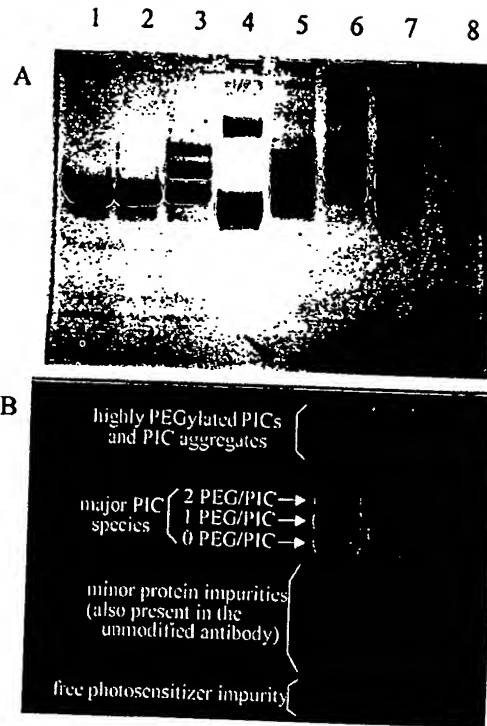 1 2 3 4 5 6 7 8
A
B
highly PEGylated PICs
and PIC aggregates
major PIC
species
2 PEG/PIC
1 PEG/PIC
0 PEG/PIC
minor protein impurities
(also present in the
unmodified antibody)
free photosensitizer impurity